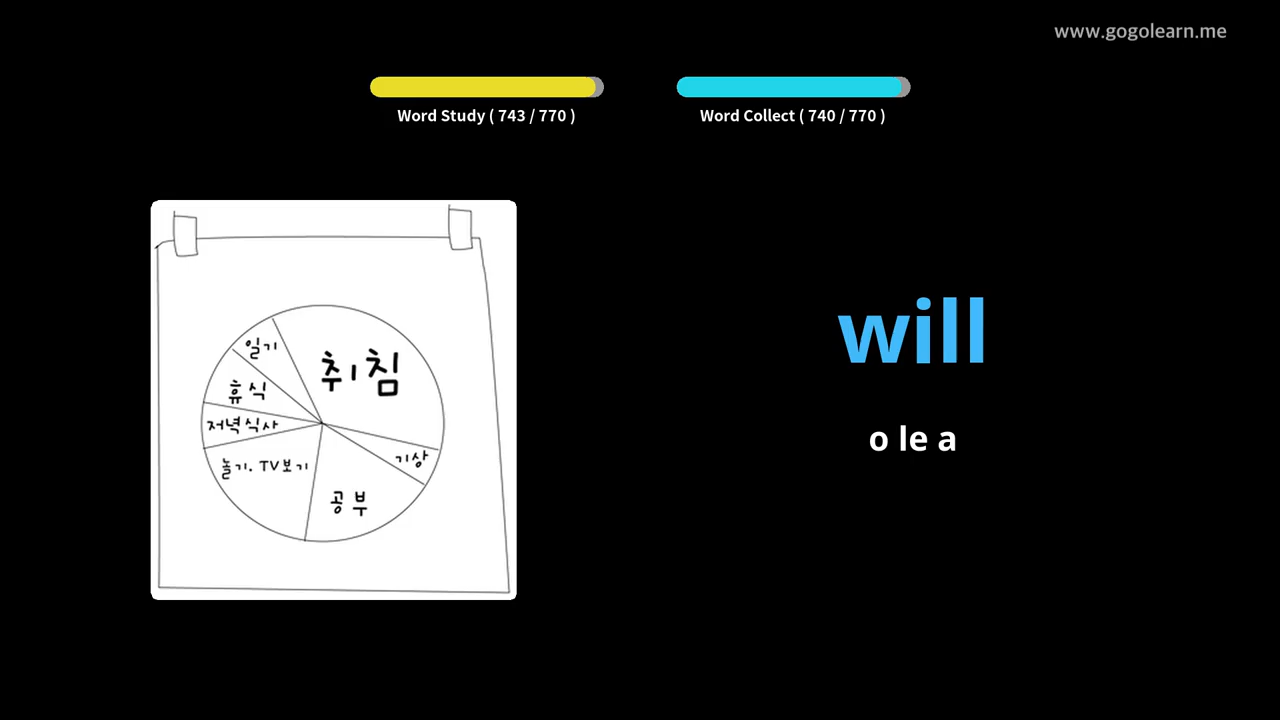 www.gogolearn.me
Word Study ( 743 / 770 )
Word Collect ( 740 / 770 )
일기
취침
휴식
저녁식사
기상
놀기. TV보기
공부
will
o le a